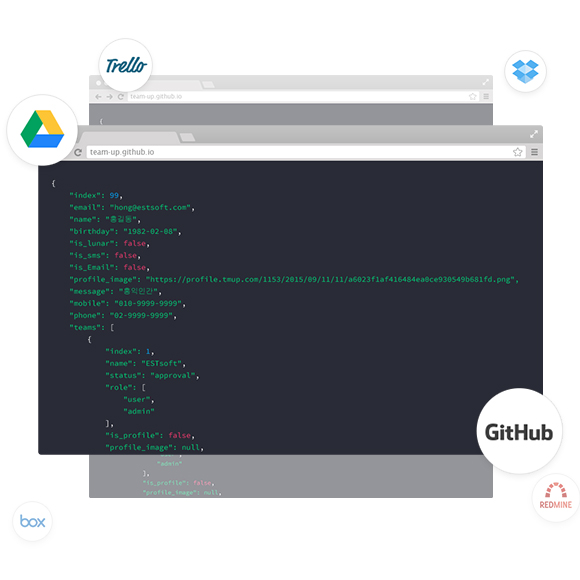 Trello
team-up.github.io
{
team-up.github.io
{
"index": 99,
"email": "hong@estsoft.com",
"name": "홍길동",
"birthday": "1982-02-08",
"is_lunar": false,
"is_sms": false,
"is_Email": false,
"profile_image": "https://profile.tmup.com/1153/2015/09/11/11/a6023f1af416484ea0ce930549b681fd.png",
"message": "홍익민간",
"mobile": "010-9999-9999",
"phone": "02-9999-9999",
"teams": [
{
"index": 1,
"name": "ESTsoft",
"status": "approval",
"role": [
"user",
"admin"
],
"is_profile": false,
"profile_image": null,
GitHub
"admin"
],
"is_profile": false,
"profile_image": null,
REDMINE
box